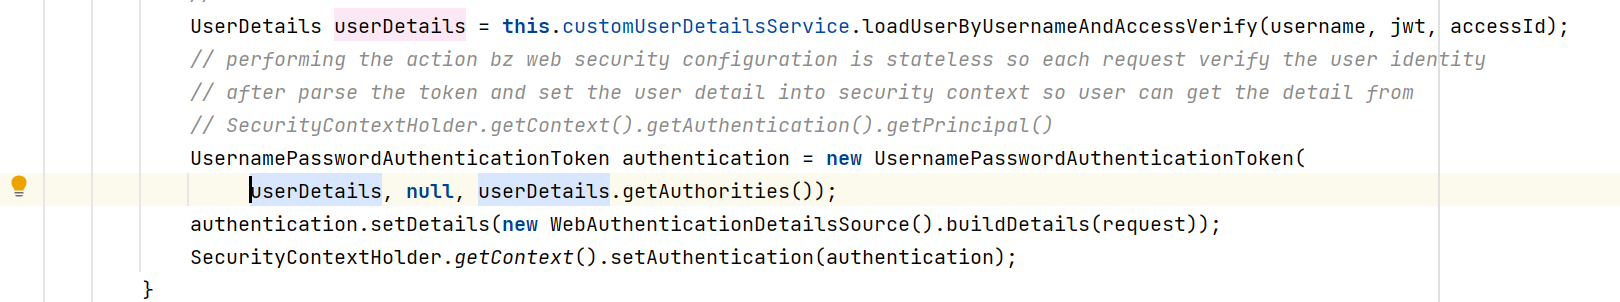 UserDetails userDetails = this.customUserDetailsService.loadUserByUsernameAndAccessVerify(username, jwt, accessId);
// performing the action bz web security configuration is stateless so each request verify the user identity
// after parse the token and set the user detail into security context so user can get the detail from
// SecurityContextHolder.getContext().getAuthentication().getPrincipal()
UsernamePasswordAuthenticationToken authentication = new UsernamePasswordAuthenticationToken(
userDetails, null, userDetails.getAuthorities());
authentication.setDetails(new WebAuthenticationDetailsSource().buildDetails(request));
SecurityContextHolder.getContext().setAuthentication(authentication);
}